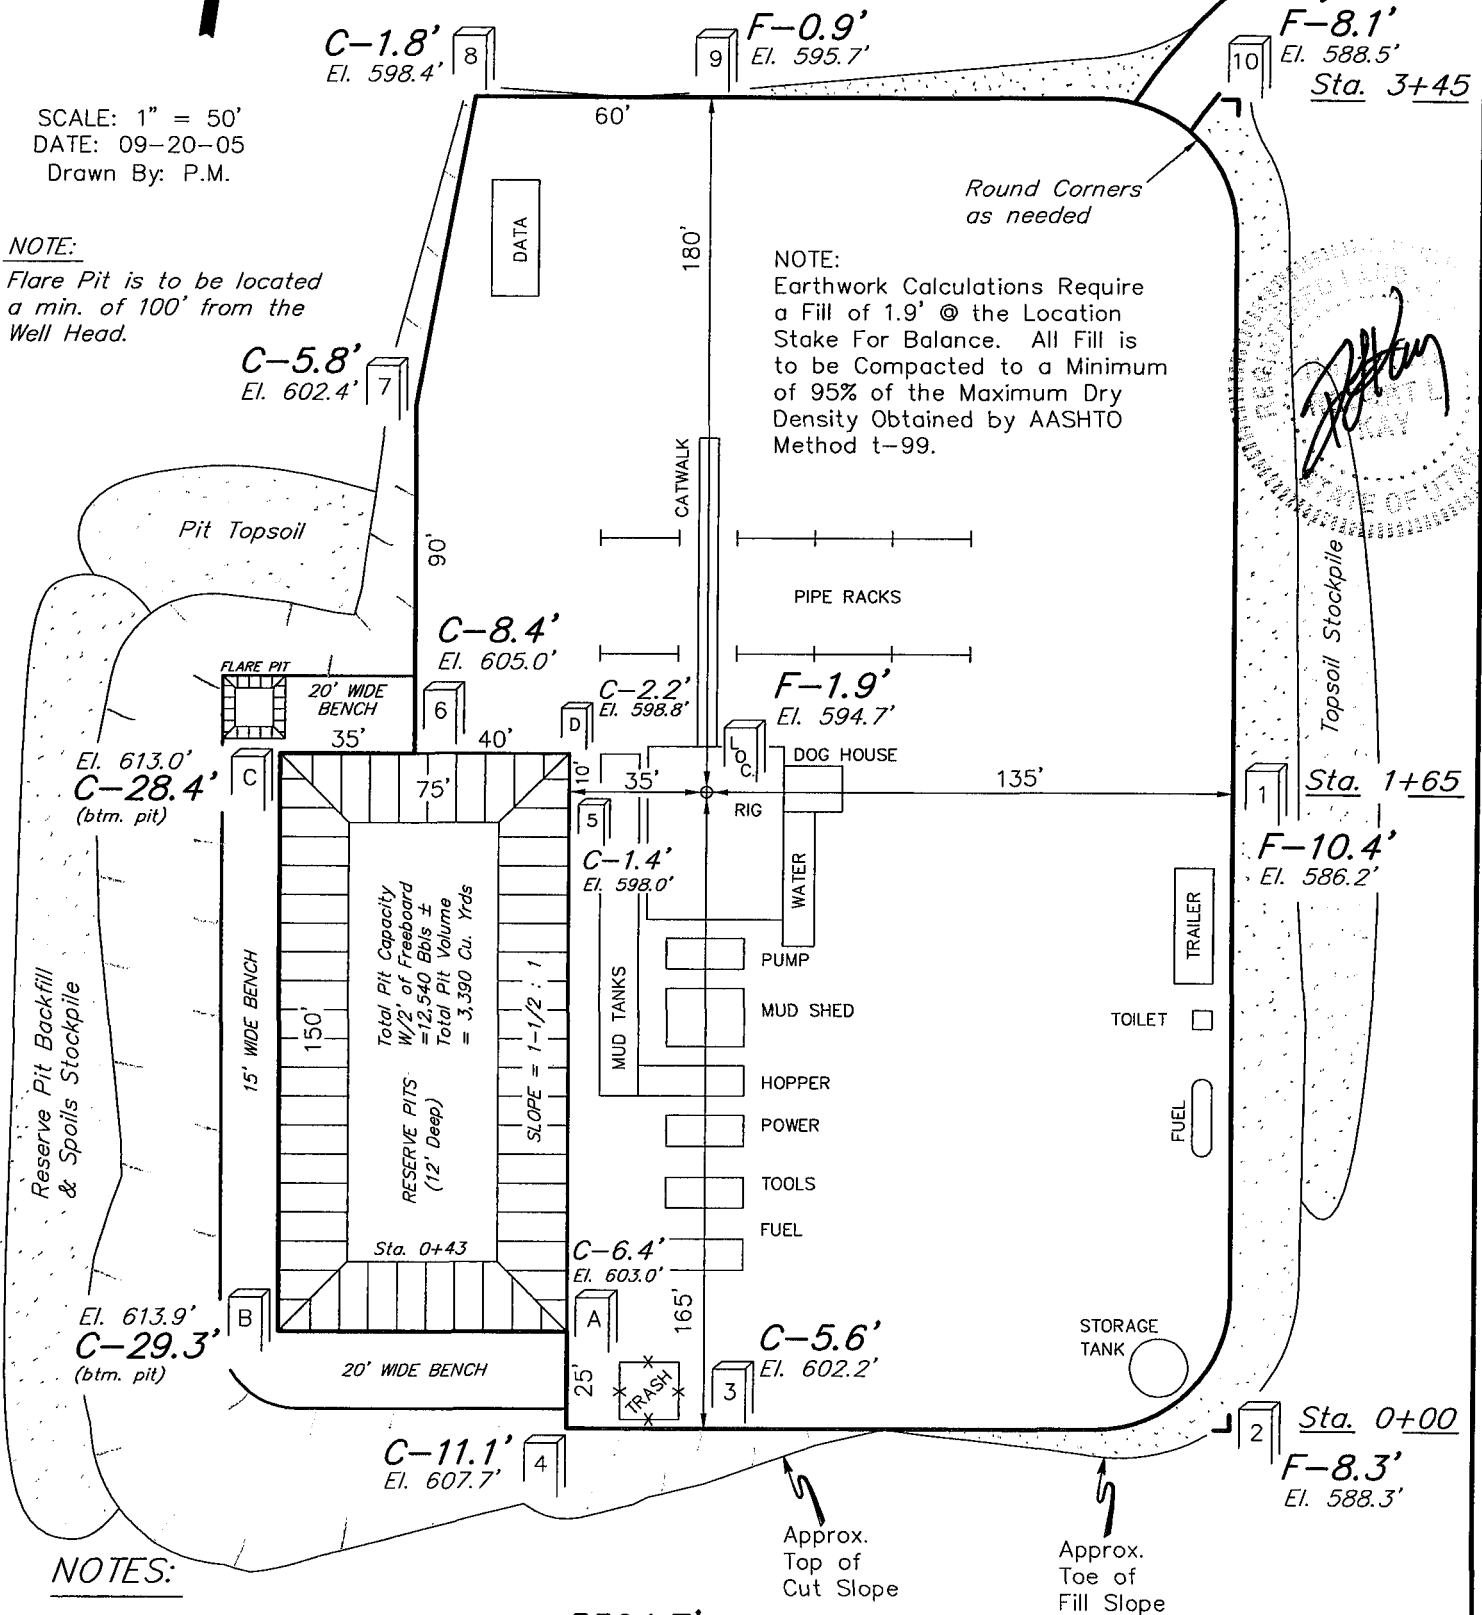 C-1.8'
El. 598.4'
8
9
F-0.9'
El. 595.7'
10
F-8.1'
El. 588.5'
Sta. 3+45
SCALE: 1" = 50'
DATE: 09-20-05
Drawn By: P.M.
60'
Round Corners
as needed
DATA
180'
NOTE:
Flare Pit is to be located
a min. of 100' from the
Well Head.
NOTE:
Earthwork Calculations Require
a Fill of 1.9' @ the Location
Stake For Balance. All Fill is
to be Compacted to a Minimum
of 95% of the Maximum Dry
Density Obtained by AASHTO
Method t-99.
KAY
STATE OF UTAH
C-5.8'
El. 602.4'
7
CATWALK
Pit Topsoil
90'
PIPE RACKS
Topsoil Stockpile
C-8.4'
El. 605.0'
6
FLARE PIT
20' WIDE
BENCH
C-2.2'
El. 598.8'
D
F-1.9'
El. 594.7'
LOC.
DOG HOUSE
35'
40'
10'
El. 613.0'
C-28.4'
(btm. pit)
C
75'
35'
RIG
135'
1
Sta. 1+65
F-10.4'
El. 586.2'
5
C-1.4'
El. 598.0'
WATER
TRAILER
Total Pit Capacity
W/2' of Freeboard
=12,540 Bbls ±
Total Pit Volume
= 3,390 Cu. Yrds
RESERVE PITS
(12' Deep)
SLOPE = 1-1/2 : 1
150'
15' WIDE BENCH
Reserve Pit Backfill
& Spoils Stockpile
MUD TANKS
PUMP
MUD SHED
TOILET
HOPPER
POWER
FUEL
TOOLS
FUEL
Sta. 0+43
C-6.4'
El. 603.0'
A
165'
El. 613.9'
C-29.3'
(btm. pit)
B
20' WIDE BENCH
25'
TRASH
3
C-5.6'
El. 602.2'
STORAGE
TANK
2
Sta. 0+00
F-8.3'
El. 588.3'
C-11.1'
El. 607.7'
4
Approx.
Top of
Cut Slope
Approx.
Toe of
Fill Slope
NOTES: